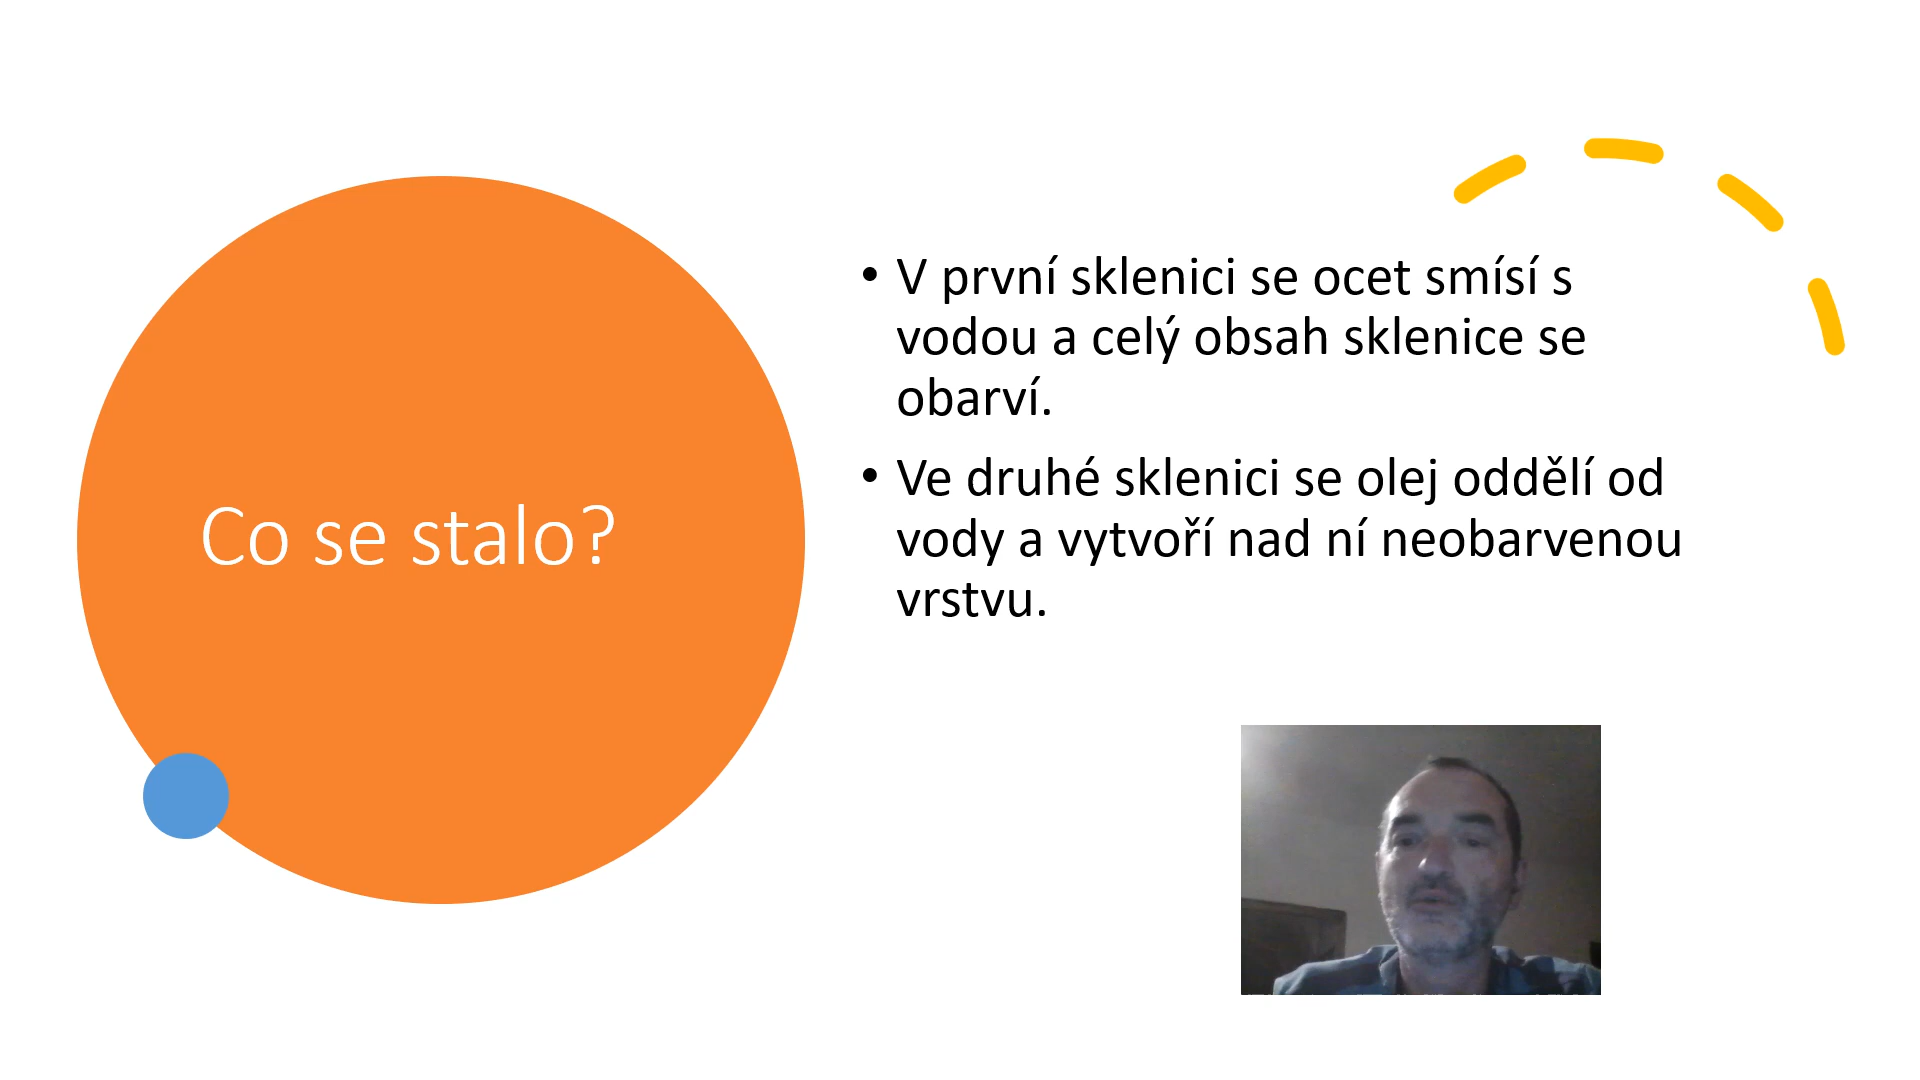 Co se stalo?
• V první sklenici se ocet smísí s
vodou a celý obsah sklenice se
obarví.
• Ve druhé sklenici se olej oddělí od
vody a vytvoří nad ní neobarvenou
vrstvu.